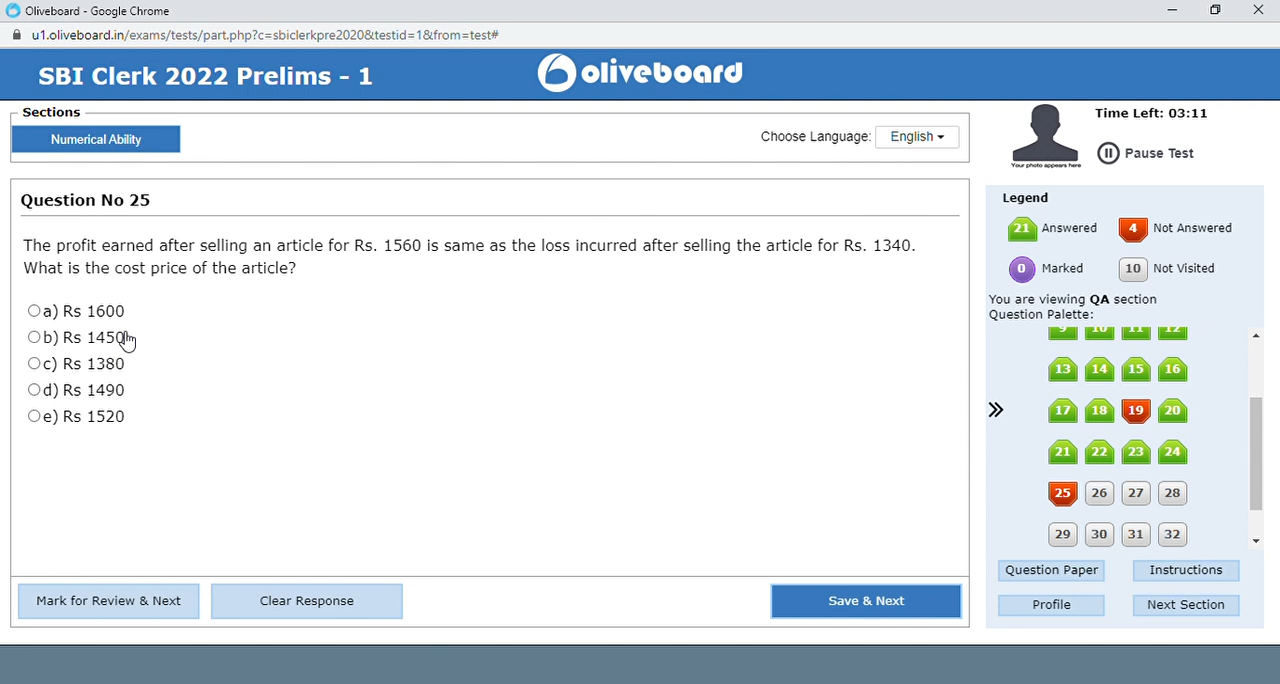 Oliveboard - Google Chrome
u1.oliveboard.in/exams/tests/part.php?c=sbiclerkpre2020&testid=1&from=test#
SBI Clerk 2022 Prelims - 1
oliveboard
Sections
Numerical Ability
Choose Language: English
Your photo appears here
Time Left: 03:11
Pause Test
Question No 25
The profit earned after selling an article for Rs. 1560 is same as the loss incurred after selling the article for Rs. 1340.
What is the cost price of the article?
a) Rs 1600
b) Rs 1450
c) Rs 1380
d) Rs 1490
e) Rs 1520
Mark for Review & Next
Clear Response
Save & Next
Legend
21 Answered 4 Not Answered
0 Marked 10 Not Visited
You are viewing QA section
Question Palette:
9 10 11 12
13 14 15 16
17 18 19 20
21 22 23 24
25 26 27 28
29 30 31 32
Question Paper Instructions
Profile Next Section